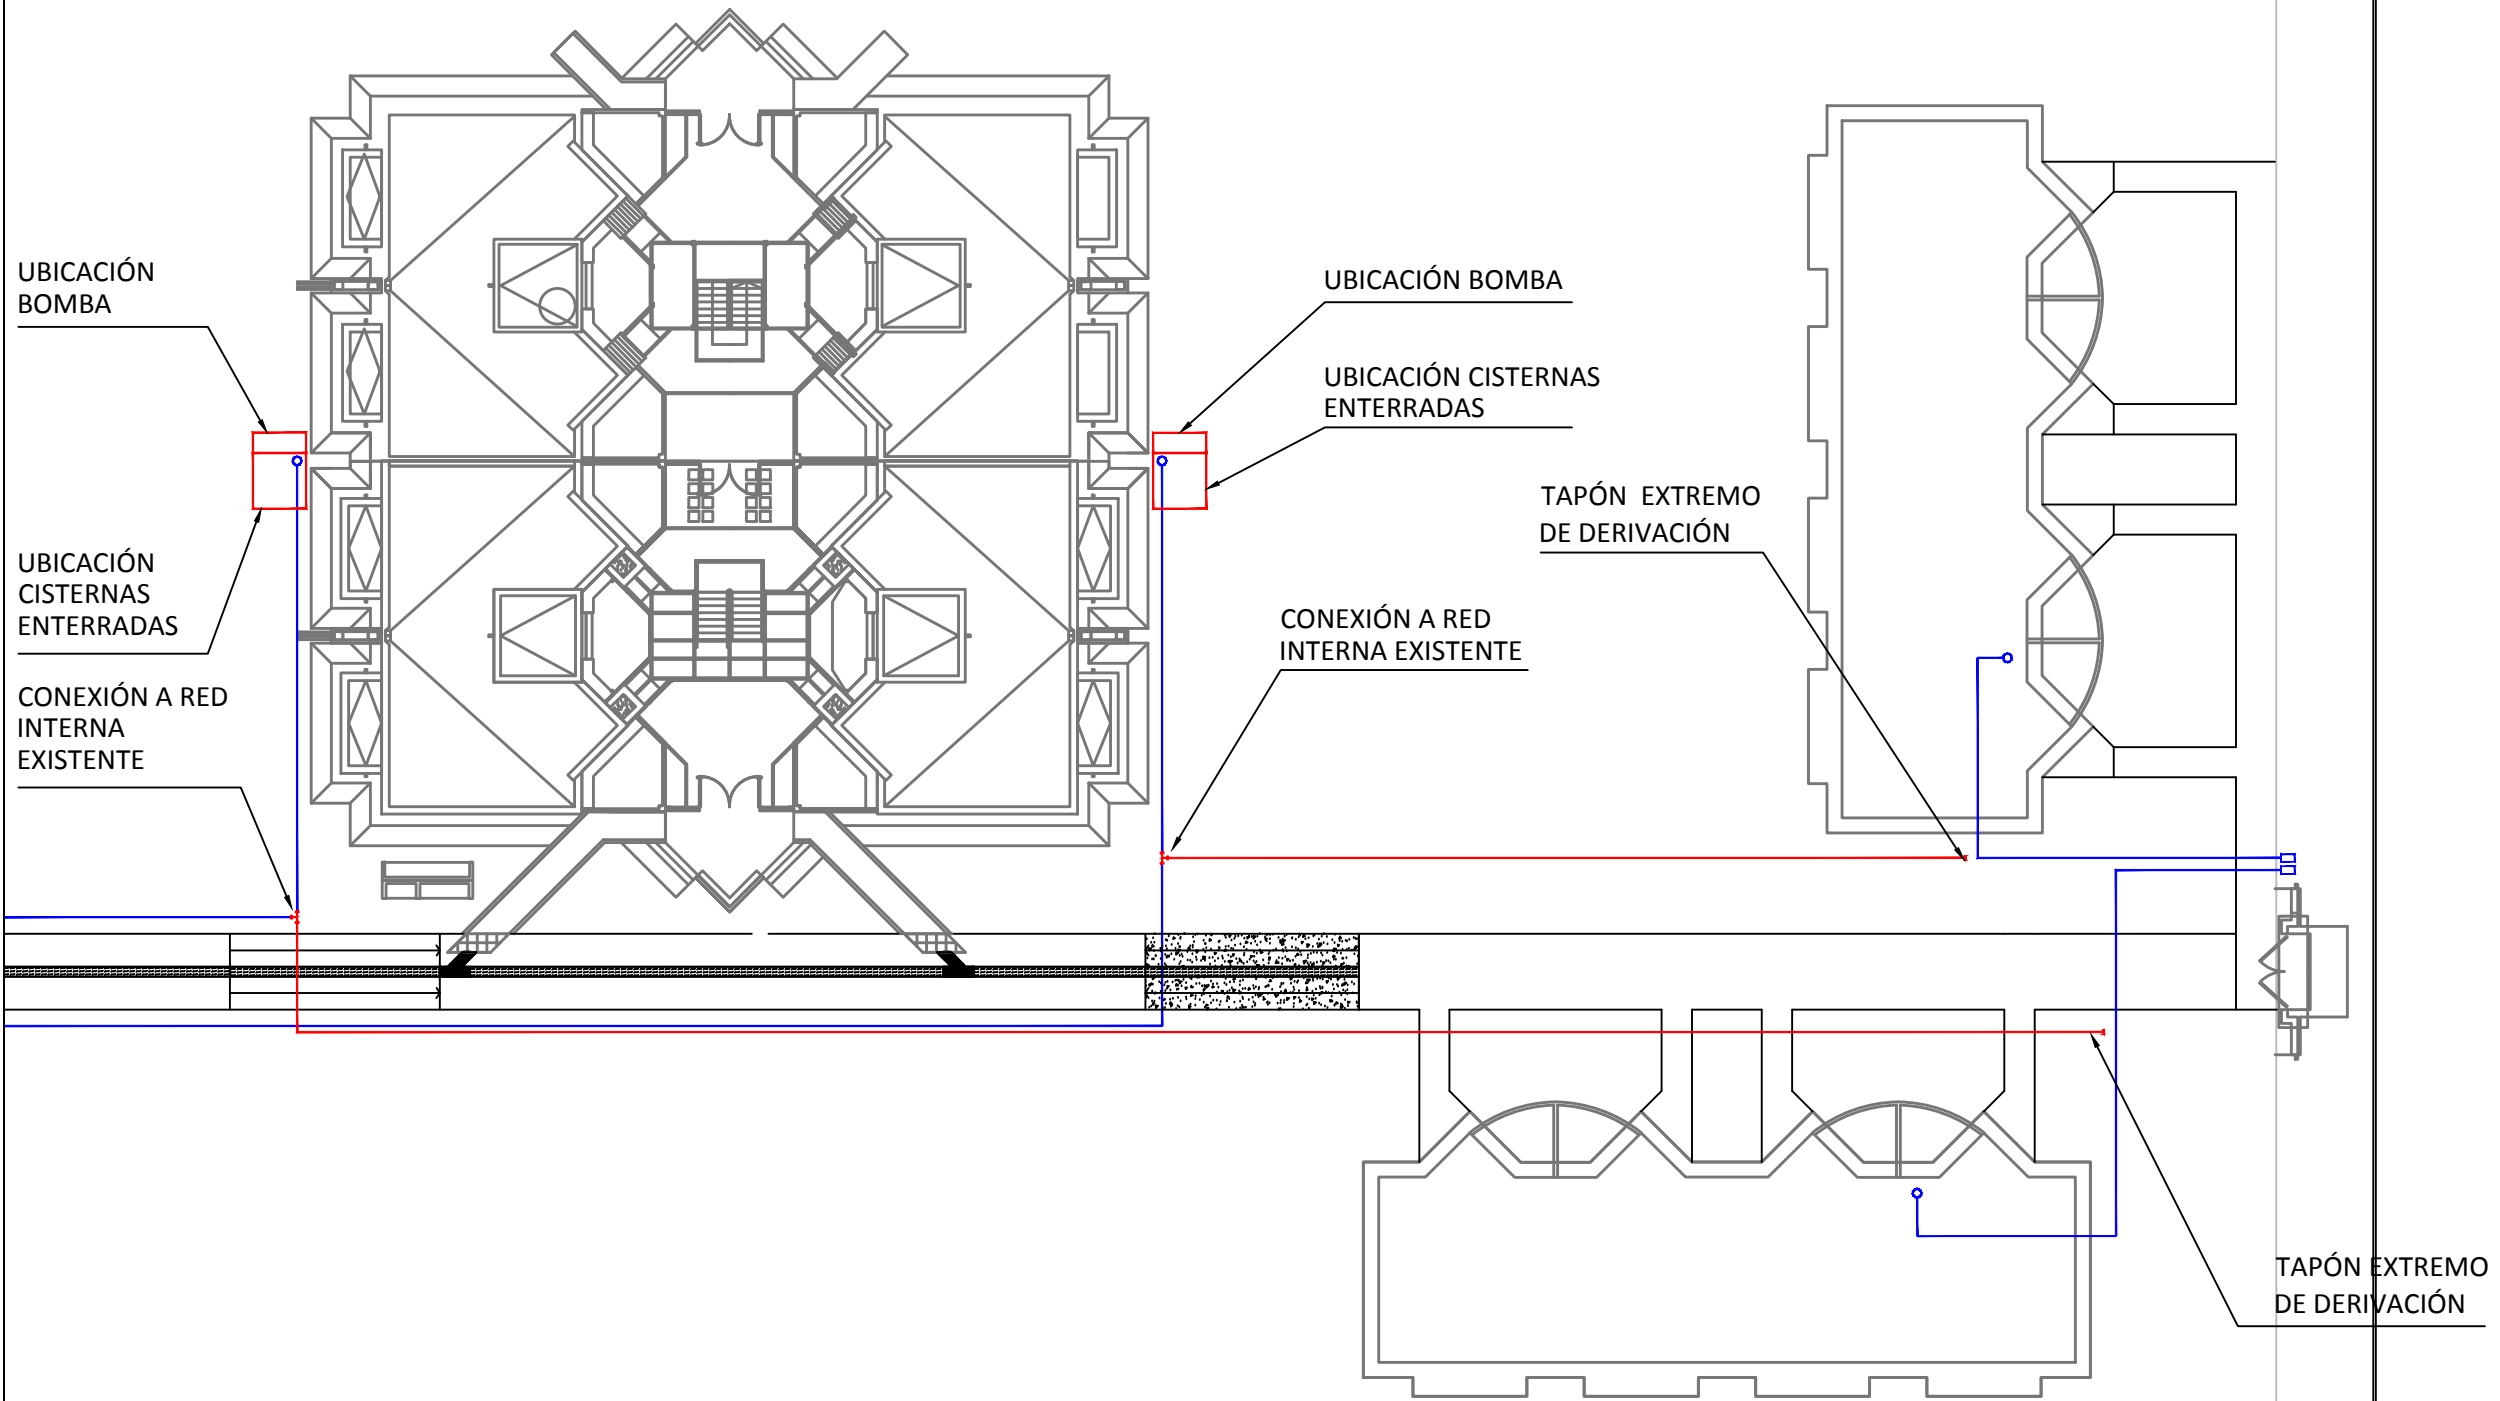 UBICACIÓN
BOMBA
UBICACIÓN
CISTERNAS
ENTERRADAS
CONEXIÓN A RED
INTERNA
EXISTENTE
UBICACIÓN BOMBA
UBICACIÓN CISTERNAS
ENTERRADAS
TAPÓN EXTREMO
DE DERIVACIÓN
CONEXIÓN A RED
INTERNA EXISTENTE
TAPÓN EXTREMO
DE DERIVACIÓN